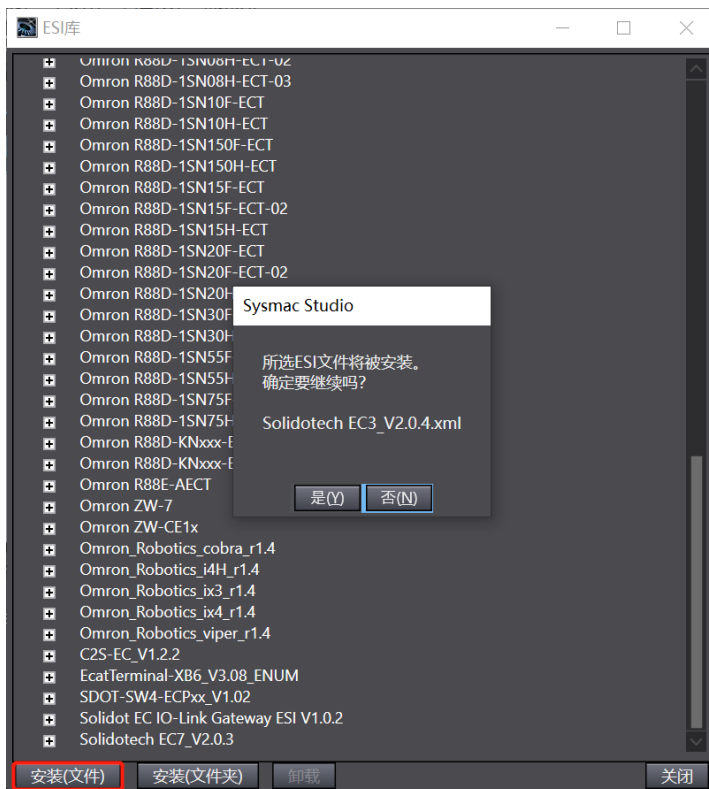 ESI库
Omron R88D-1SN08H-ECT-02
Omron R88D-1SN08H-ECT-03
Omron R88D-1SN10F-ECT
Omron R88D-1SN10H-ECT
Omron R88D-1SN150F-ECT
Omron R88D-1SN150H-ECT
Omron R88D-1SN15F-ECT
Omron R88D-1SN15F-ECT-02
Omron R88D-1SN15H-ECT
Omron R88D-1SN20F-ECT
Omron R88D-1SN20F-ECT-02
Omron R88D-1SN20H
Omron R88D-1SN30F
Omron R88D-1SN30H
Omron R88D-1SN55F
Omron R88D-1SN55H
Omron R88D-1SN75F
Omron R88D-1SN75H
Omron R88D-KNxxx-E
Omron R88D-KNxxx-E
Omron R88E-AECT
Omron ZW-7
Omron ZW-CE1x
Omron_Robotics_cobra_r1.4
Omron_Robotics_i4H_r1.4
Omron_Robotics_ix3_r1.4
Omron_Robotics_ix4_r1.4
Omron_Robotics_viper_r1.4
C2S-EC_V1.2.2
EcatTerminal-XB6_V3.08_ENUM
SDOT-SW4-ECPxx_V1.02
Solidot EC IO-Link Gateway ESI V1.0.2
Solidotech EC7_V2.0.3
Sysmac Studio
所选ESI文件将被安装。
确定要继续吗?
Solidotech EC3_V2.0.4.xml
是(Y) 否(N)
安装(文件) 安装(文件夹) 卸载 关闭